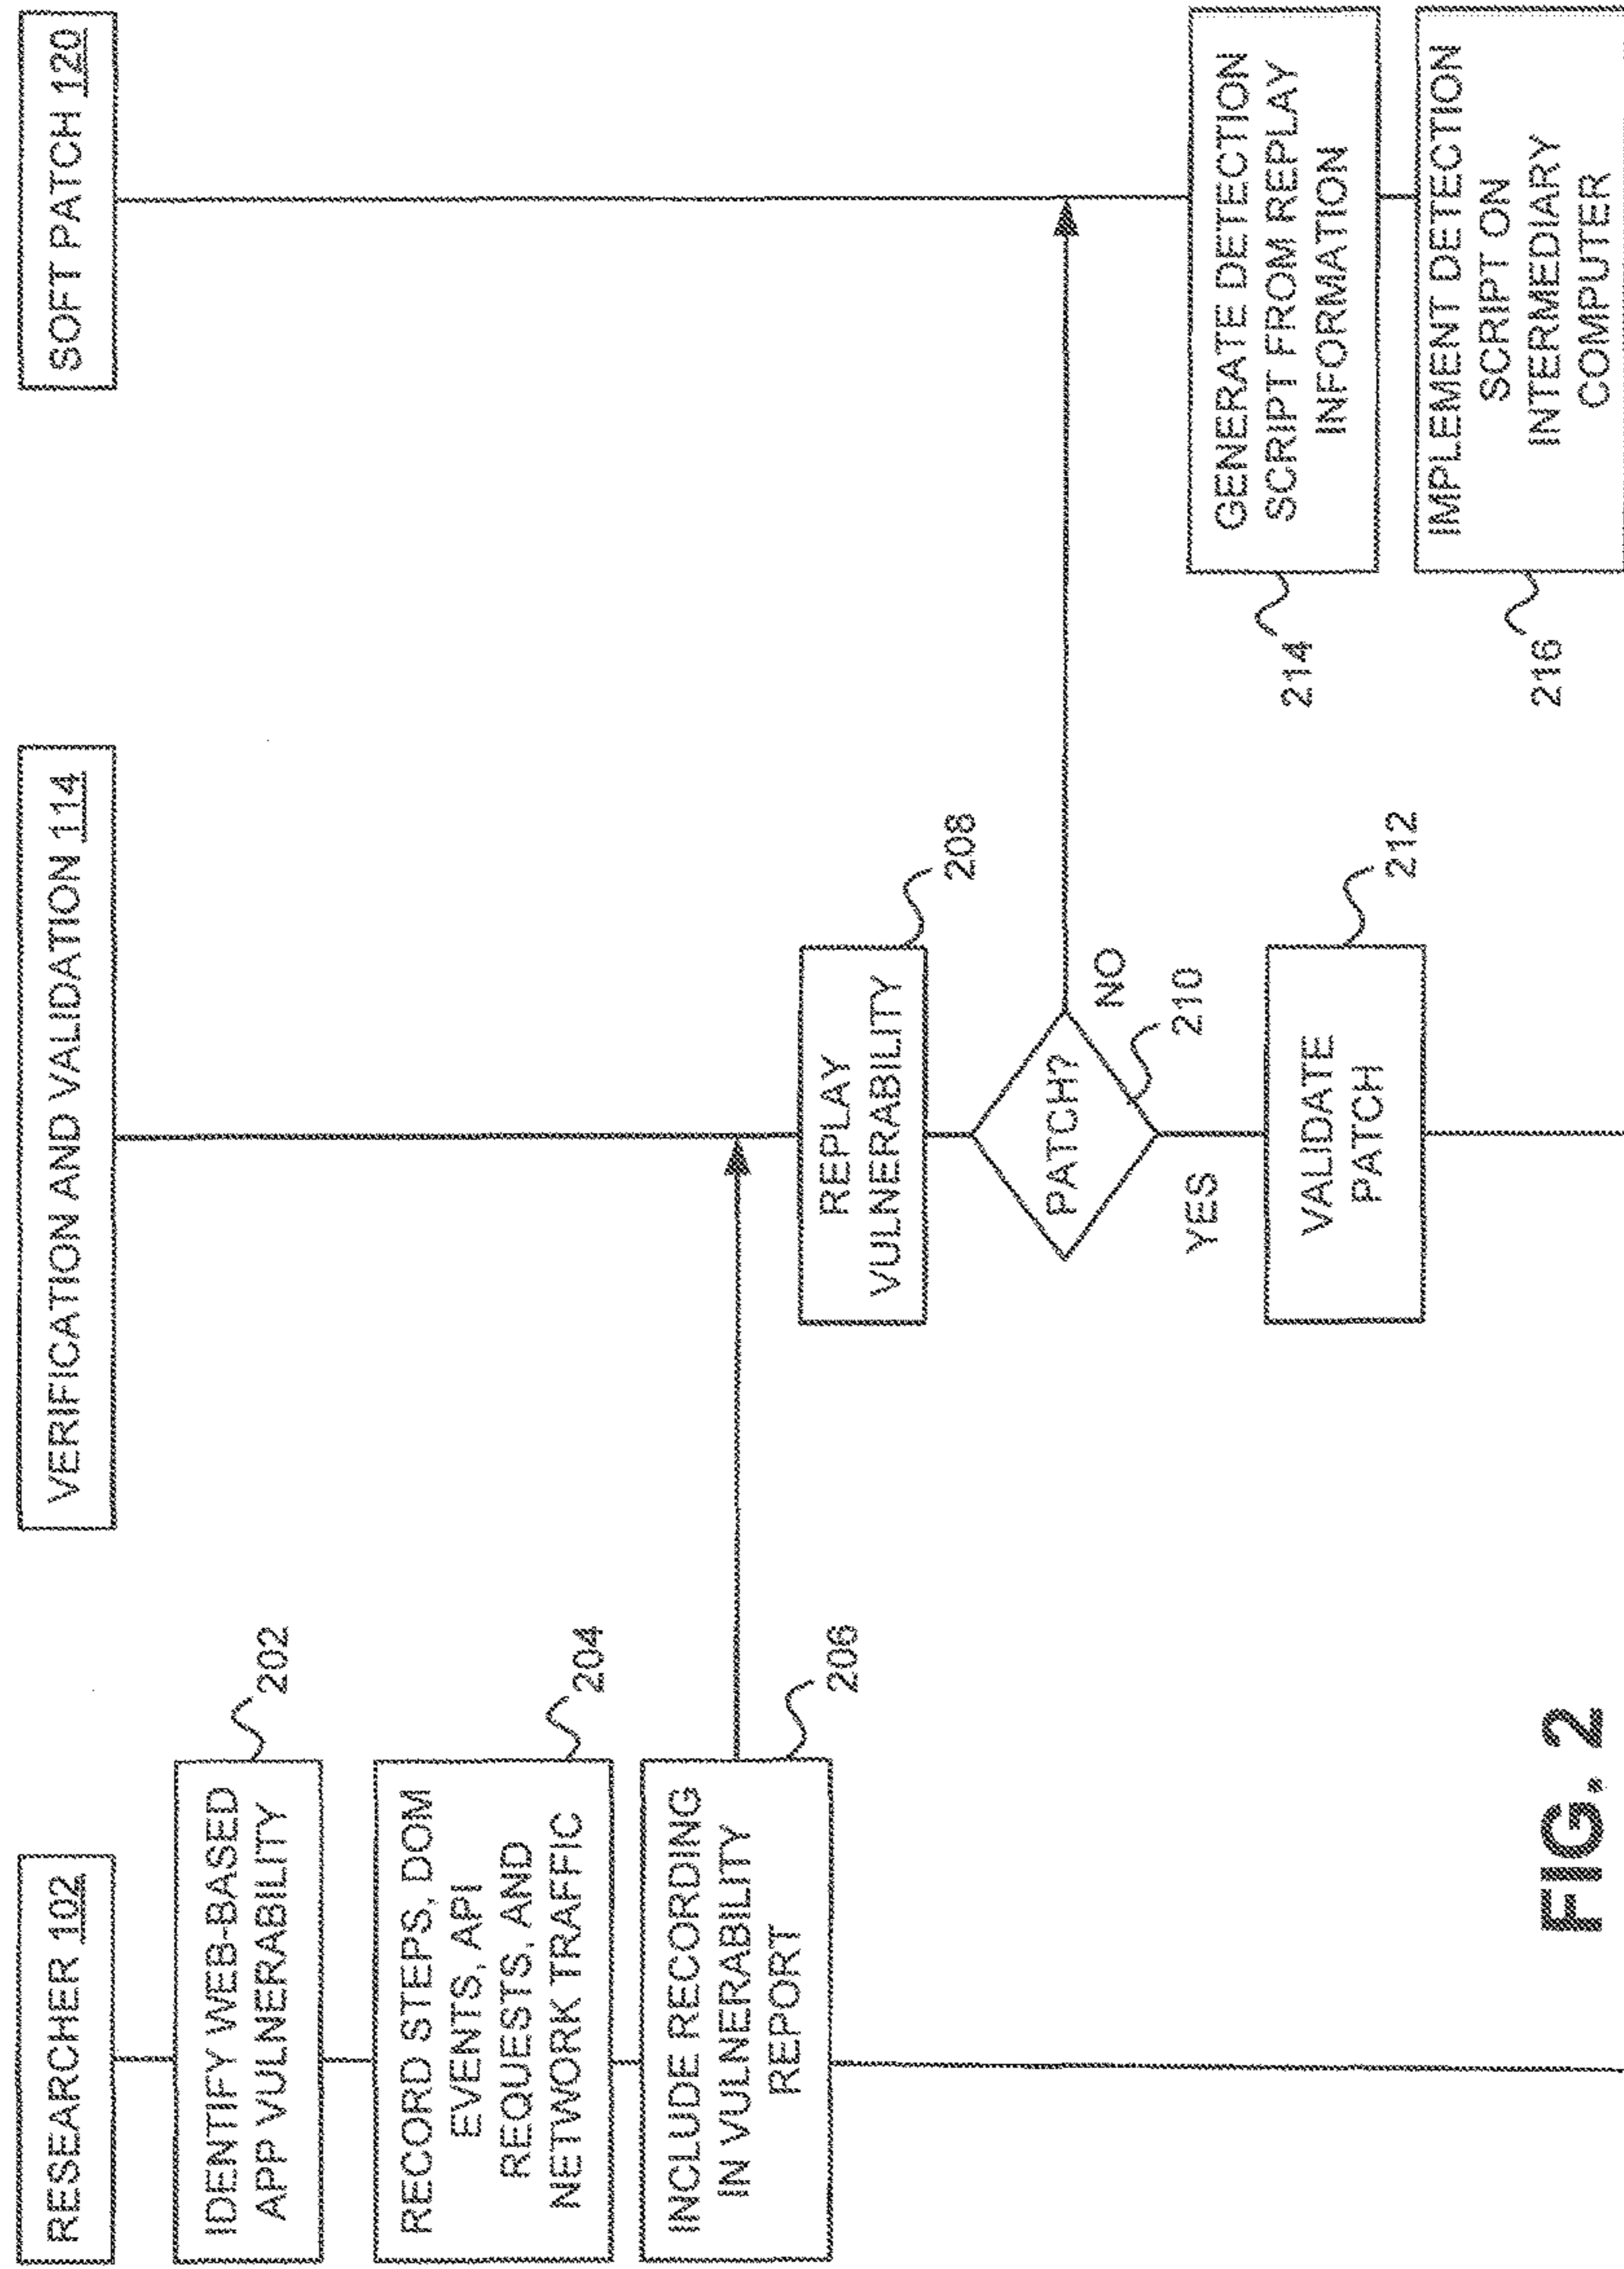 RESEARCHER 102
VERIFICATION AND VALIDATION 114
SOFT PATCH 120
IDENTIFY WEB-BASED
APP VULNERABILITY
202
RECORD STEPS, DOM
EVENTS, API
REQUESTS, AND
NETWORK TRAFFIC
204
INCLUDE RECORDING
IN VULNERABILITY
REPORT
206
REPLAY
VULNERABILITY
208
PATCH?
NO
210
YES
VALIDATE
PATCH
212
GENERATE DETECTION
SCRIPT FROM REPLAY
INFORMATION
214
IMPLEMENT DETECTION
SCRIPT ON
INTERMEDIARY
COMPUTER
216
FIG. 2